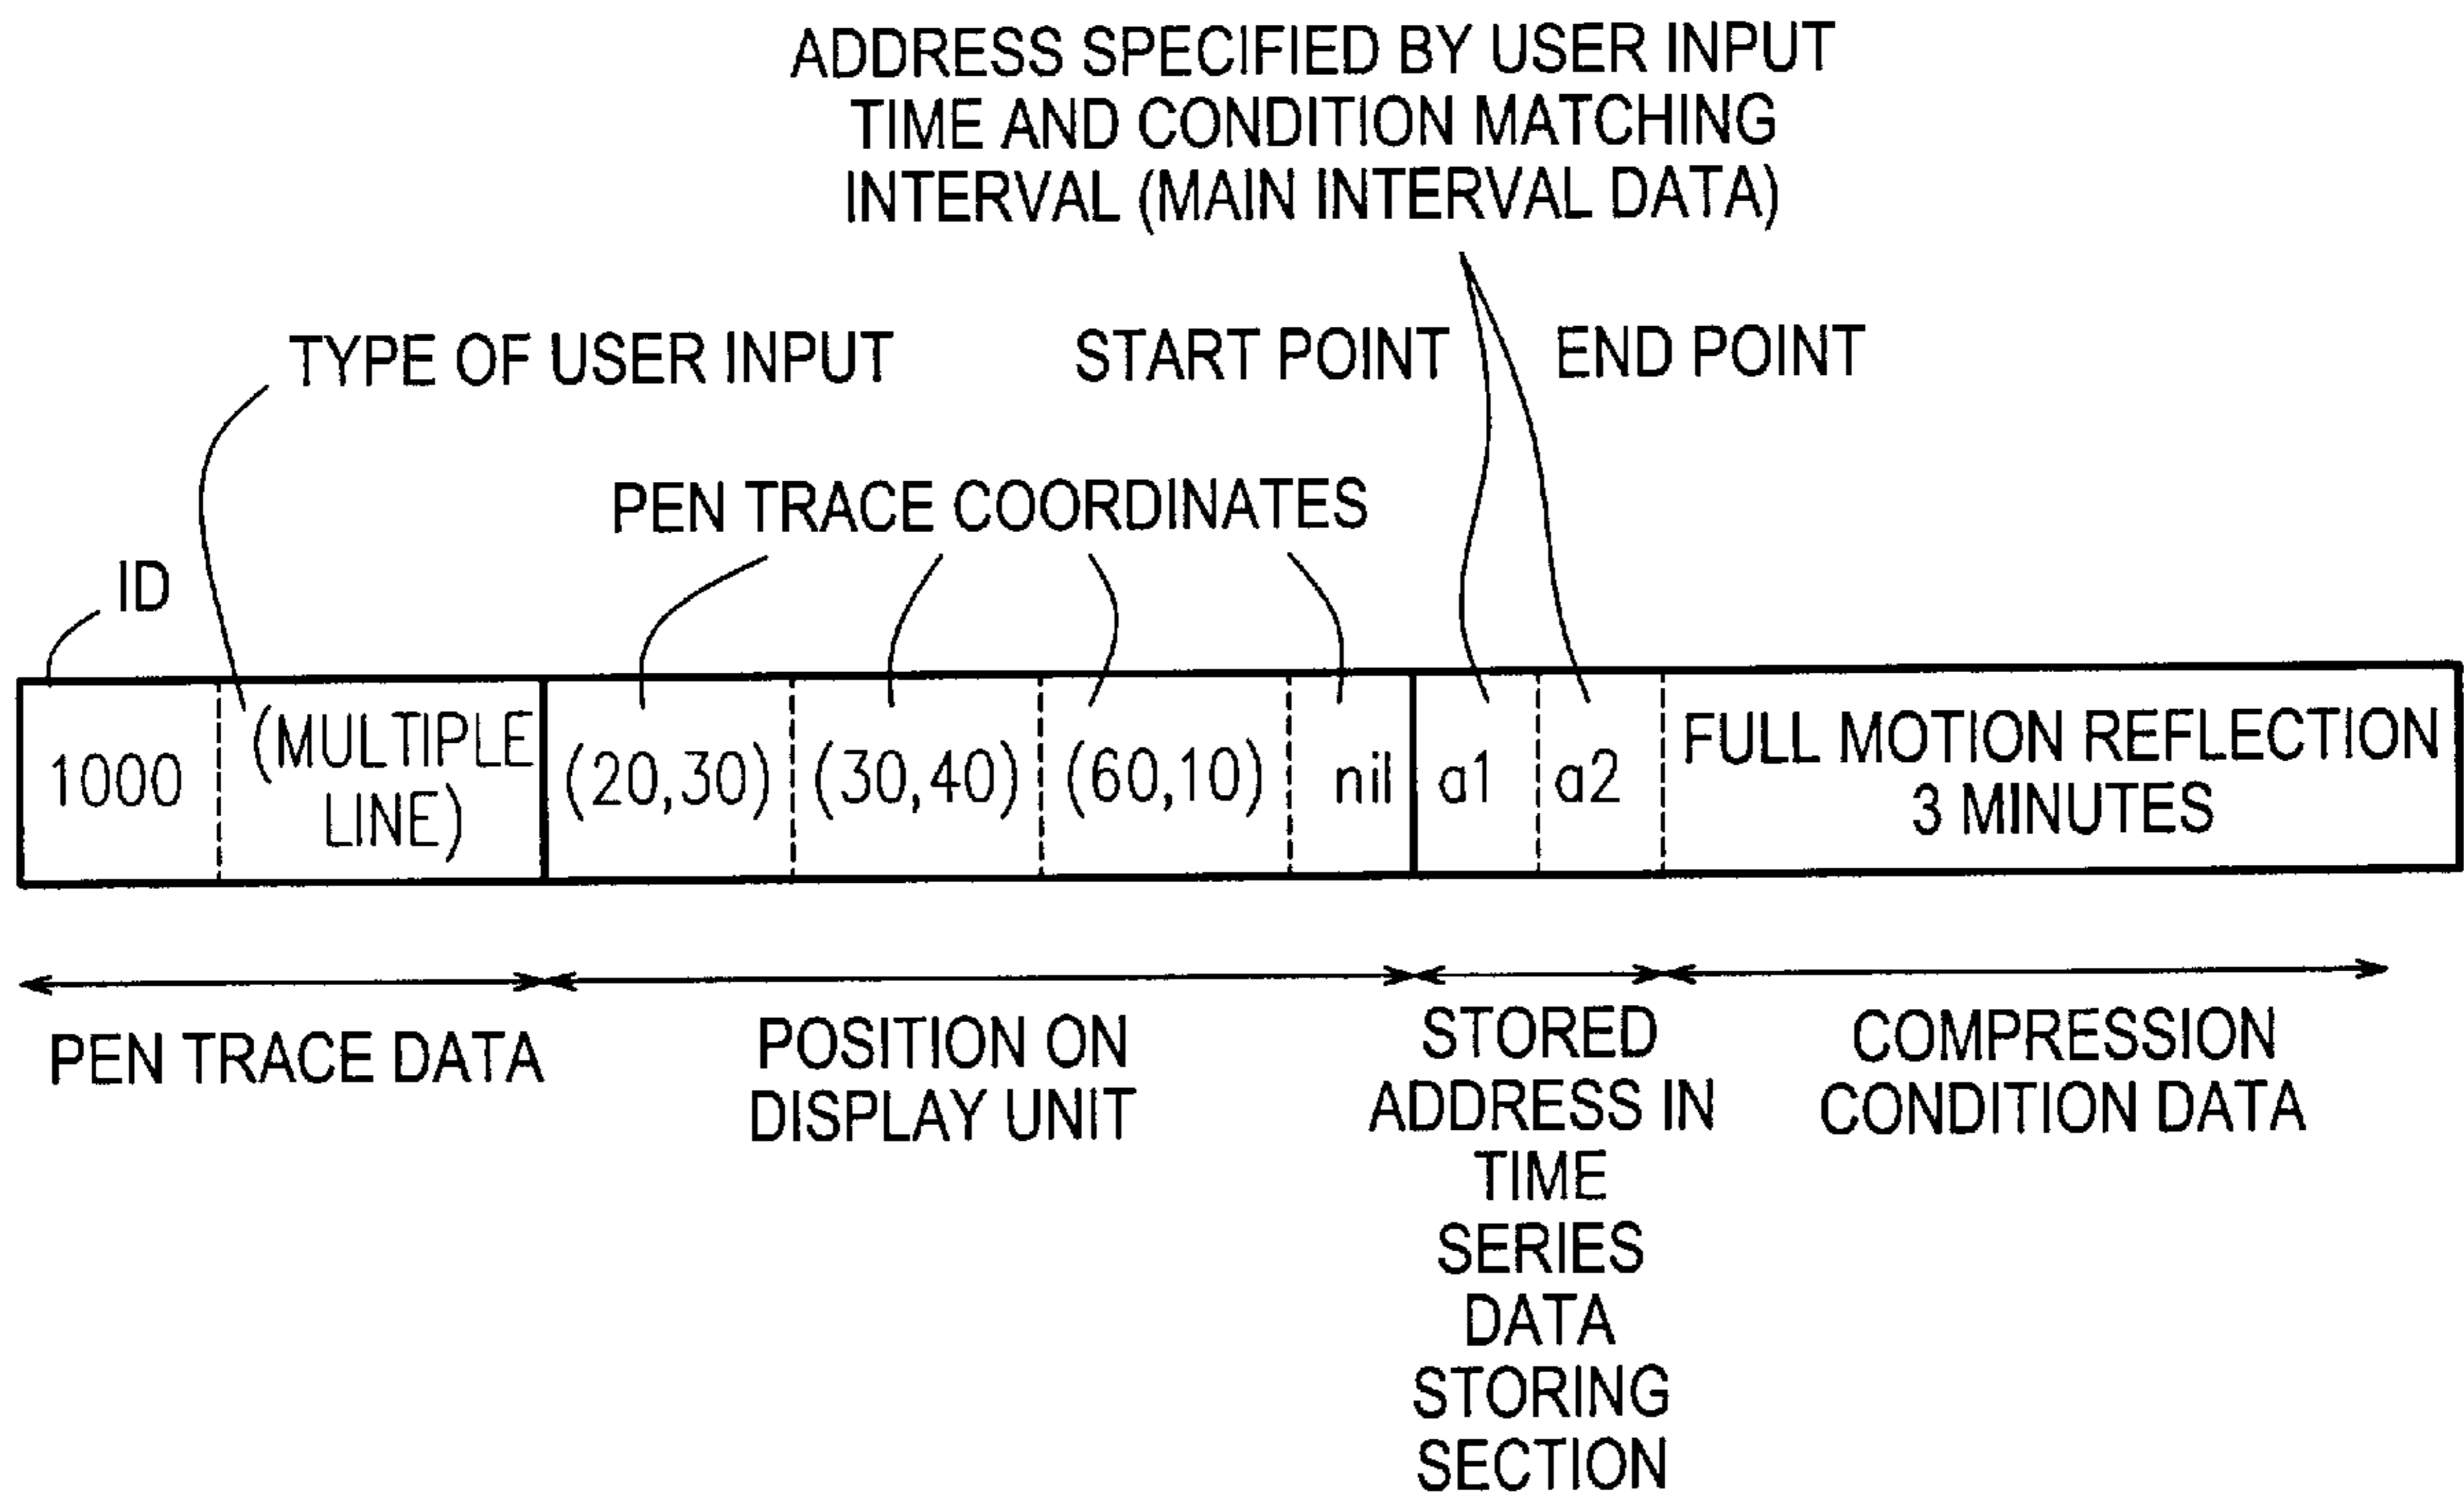 ADDRESS SPECIFIED BY USER INPUT
TIME AND CONDITION MATCHING
INTERVAL (MAIN INTERVAL DATA)
TYPE OF USER INPUT
START POINT
END POINT
PEN TRACE COORDINATES
ID
1000
(MULTIPLE
LINE)
(20,30)
(30,40)
(60,10)
nil
a1
a2
FULL MOTION REFLECTION
3 MINUTES
PEN TRACE DATA
POSITION ON
DISPLAY UNIT
STORED
ADDRESS IN
TIME
SERIES
DATA
STORING
SECTION
COMPRESSION
CONDITION DATA